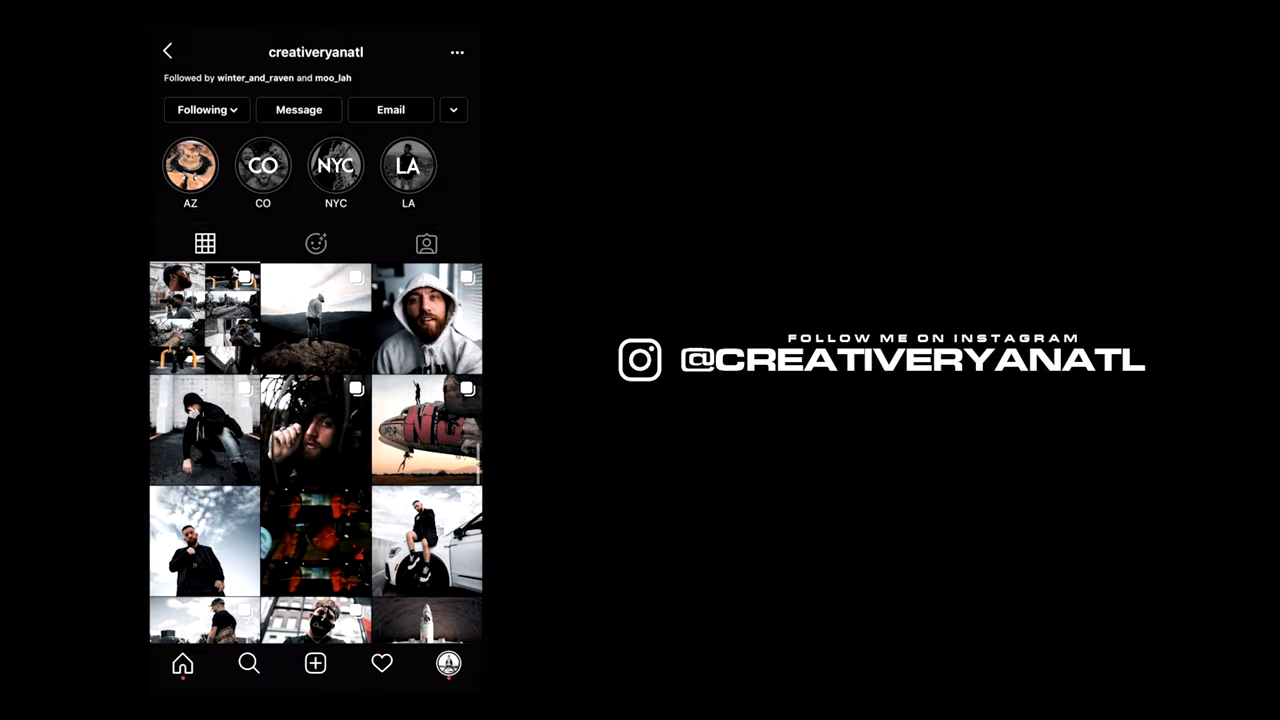 creativeryanatl
Followed by winter_and_raven and moo_lah
Following
Message
Email
CO
NYC
LA
AZ
CO
NYC
LA
FOLLOW ME ON INSTAGRAM
@CREATIVERYANATL